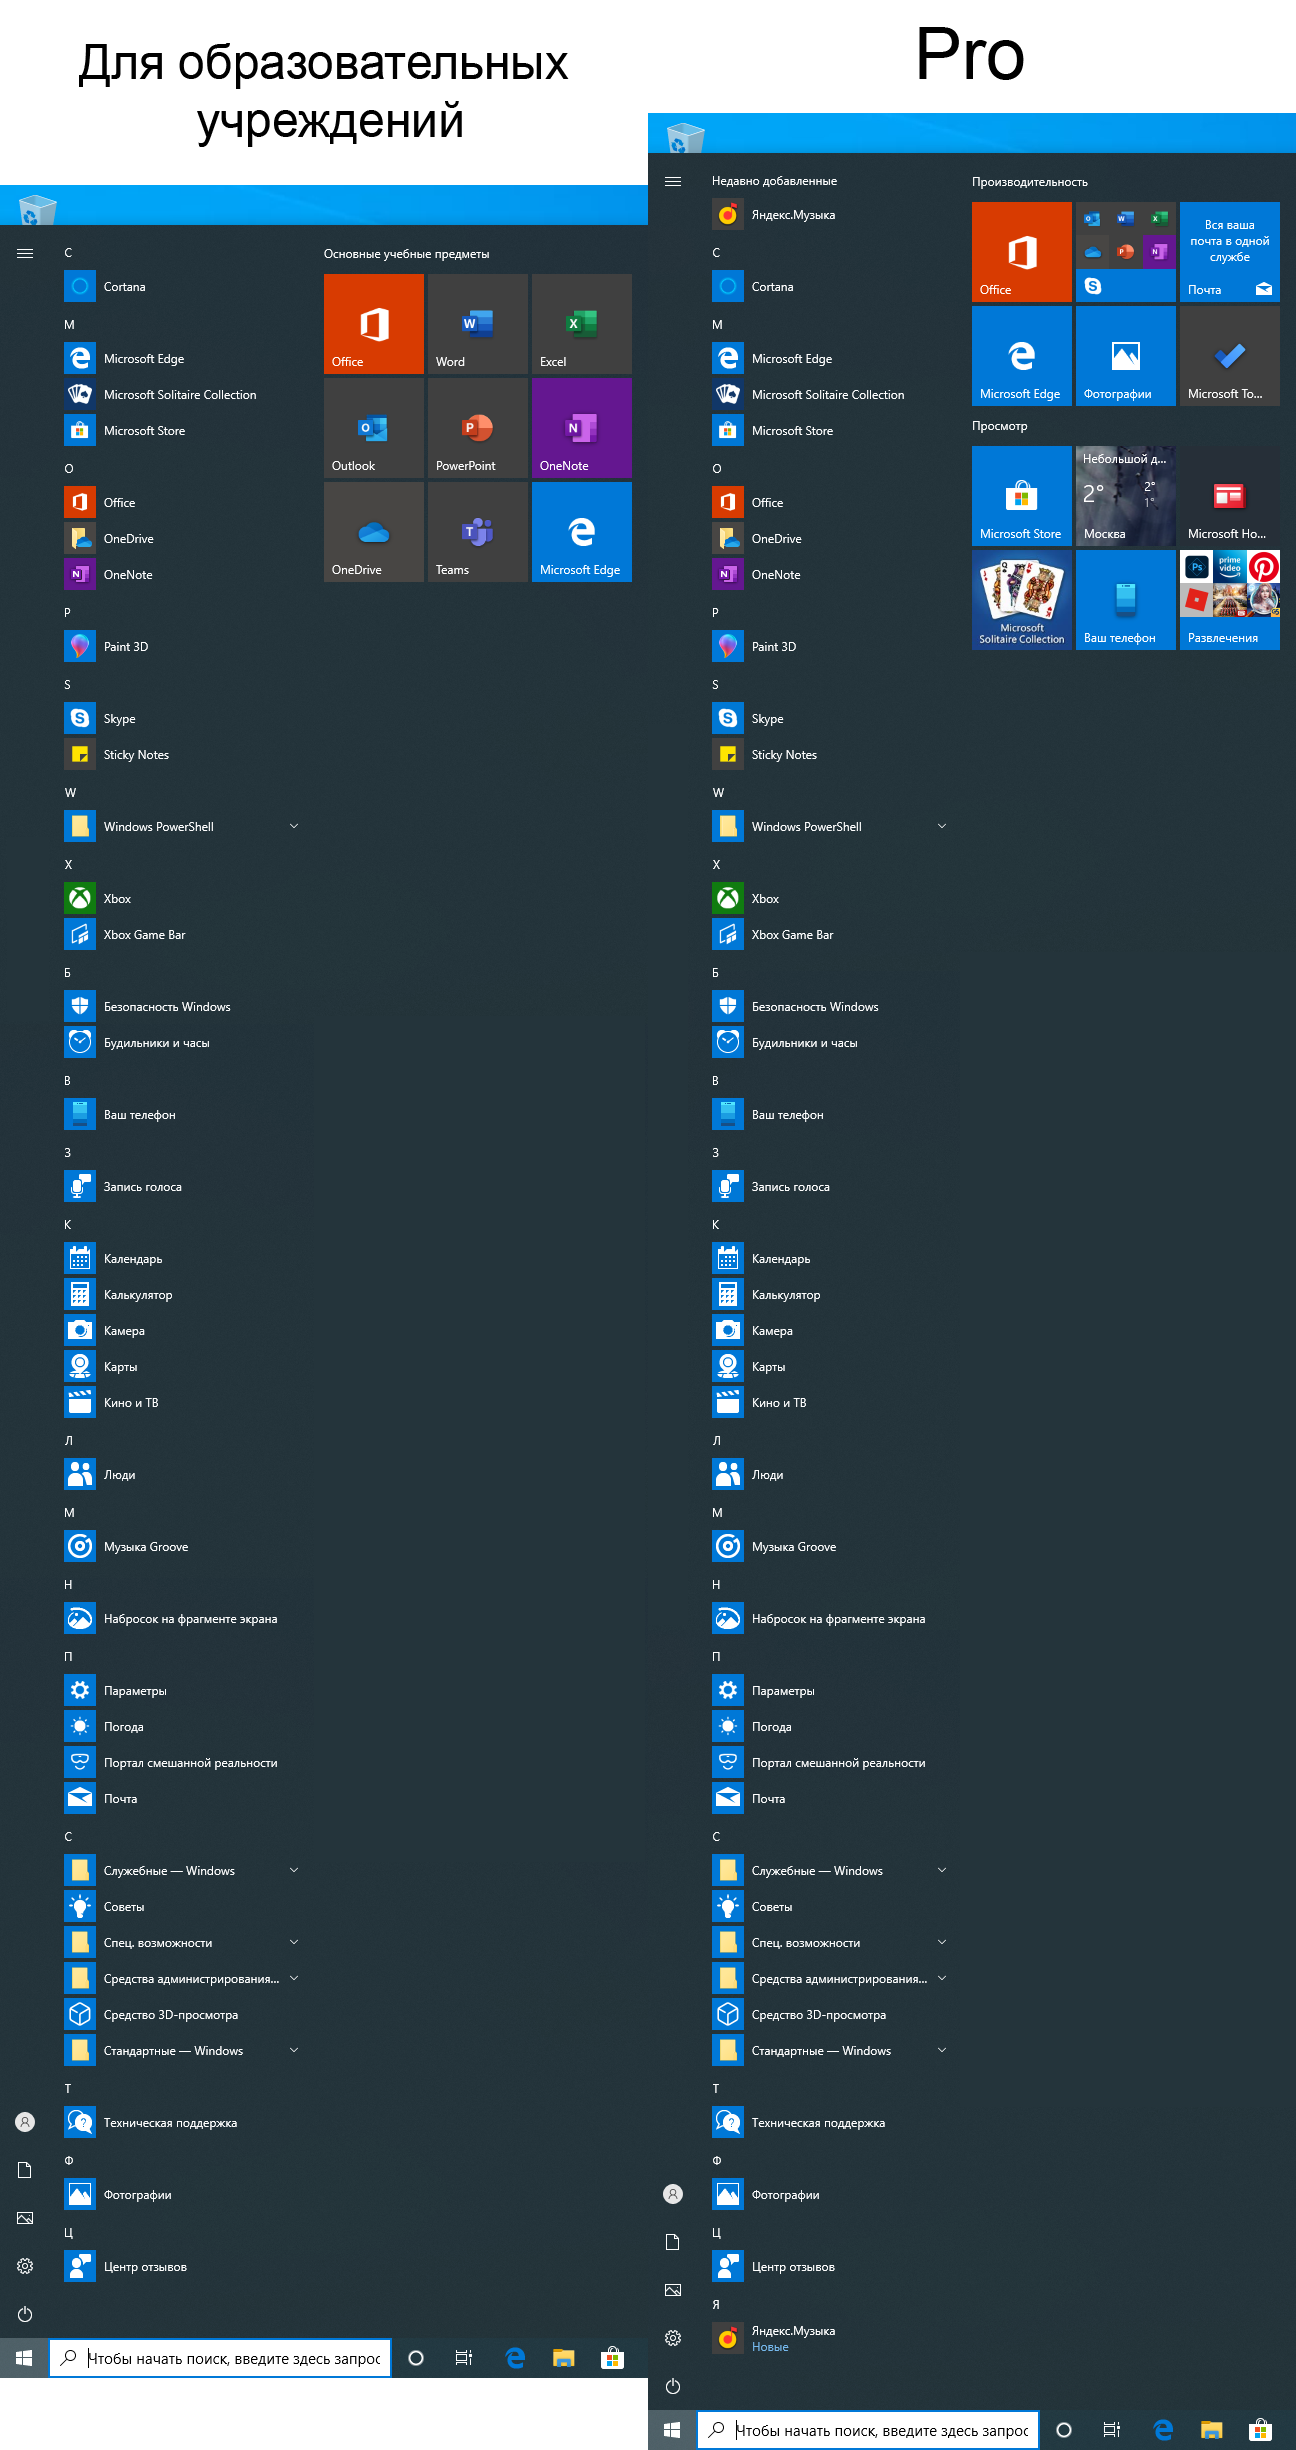 Для образовательных
учреждений
C
Cortana
M
Microsoft Edge
Microsoft Solitaire Collection
Microsoft Store
O
Office
OneDrive
OneNote
P
Paint 3D
S
Skype
Sticky Notes
W
Windows PowerShell
X
Xbox
Xbox Game Bar
Б
Безопасность Windows
Будильники и часы
В
Ваш телефон
З
Запись голоса
К
Календарь
Калькулятор
Камера
Карты
Кино и ТВ
Л
Люди
М
Музыка Groove
Н
Набросок на фрагменте экрана
П
Параметры
Погода
Портал смешанной реальности
Почта
С
Служебные — Windows
Советы
Спец. возможности
Средства администрирования...
Средство 3D-просмотра
Стандартные — Windows
Т
Техническая поддержка
Ф
Фотографии
Ц
Центр отзывов
Основные учебные предметы
Office
Word
Excel
Outlook
PowerPoint
OneNote
OneDrive
Teams
Microsoft Edge
Чтобы начать поиск, введите здесь запрос
Pro
Недавно добавленные
Яндекс.Музыка
C
Cortana
M
Microsoft Edge
Microsoft Solitaire Collection
Microsoft Store
O
Office
OneDrive
OneNote
P
Paint 3D
S
Skype
Sticky Notes
W
Windows PowerShell
X
Xbox
Xbox Game Bar
Б
Безопасность Windows
Будильники и часы
В
Ваш телефон
З
Запись голоса
К
Календарь
Калькулятор
Камера
Карты
Кино и ТВ
Л
Люди
М
Музыка Groove
Н
Набросок на фрагменте экрана
П
Параметры
Погода
Портал смешанной реальности
Почта
С
Служебные — Windows
Советы
Спец. возможности
Средства администрирования...
Средство 3D-просмотра
Стандартные — Windows
Т
Техническая поддержка
Ф
Фотографии
Ц
Центр отзывов
Я
Яндекс.Музыка
Новые
Производительность
Office
Вся ваша
почта в одной
службе
Почта
Microsoft Edge
Фотографии
Microsoft To...
Просмотр
Microsoft Store
Небольшой д...
2°
2°
1°
Москва
Microsoft Ho...
Microsoft
Solitaire Collection
Ваш телефон
Ps
prime
video
Развлечения
Чтобы начать поиск, введите здесь запрос